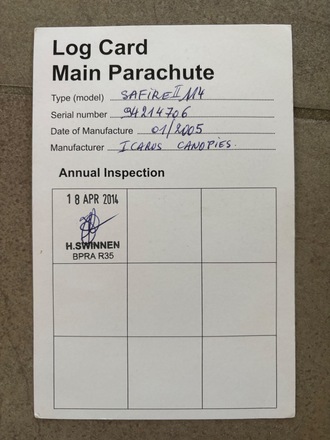 Log Card
Main Parachute
Type (model) SAFIRE II 114
Serial number 94214706
Date of Manufacture 01/2005
Manufacturer ICARUS CANOPIES.
Annual Inspection
18 APR 2014
H.SWINNEN
BPRA R35